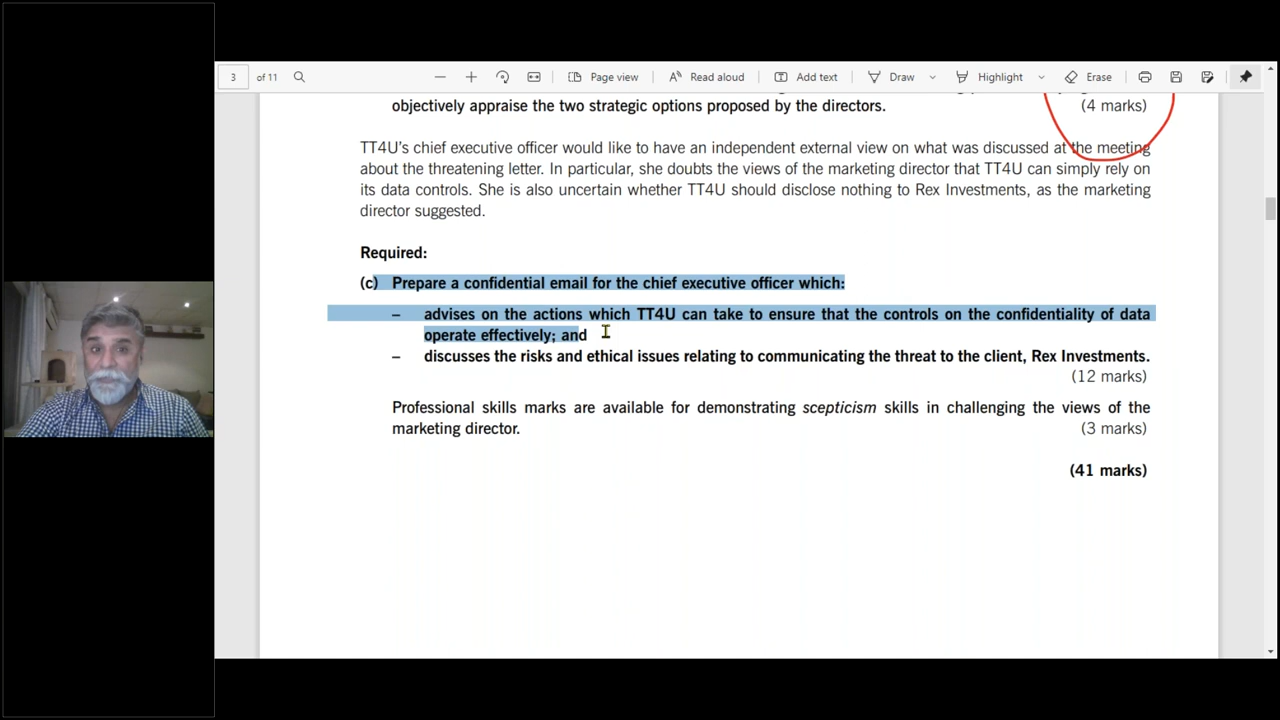 3 of 11
Page view
Read aloud
Add text
Draw
Highlight
Erase
objectively appraise the two strategic options proposed by the directors. (4 marks)
TT4U's chief executive officer would like to have an independent external view on what was discussed at the meeting
about the threatening letter. In particular, she doubts the views of the marketing director that TT4U can simply rely on
its data controls. She is also uncertain whether TT4U should disclose nothing to Rex Investments, as the marketing
director suggested.
Required:
(c) Prepare a confidential email for the chief executive officer which:
– advises on the actions which TT4U can take to ensure that the controls on the confidentiality of data
operate effectively; and
– discusses the risks and ethical issues relating to communicating the threat to the client, Rex Investments.
(12 marks)
Professional skills marks are available for demonstrating scepticism skills in challenging the views of the
marketing director. (3 marks)
(41 marks)